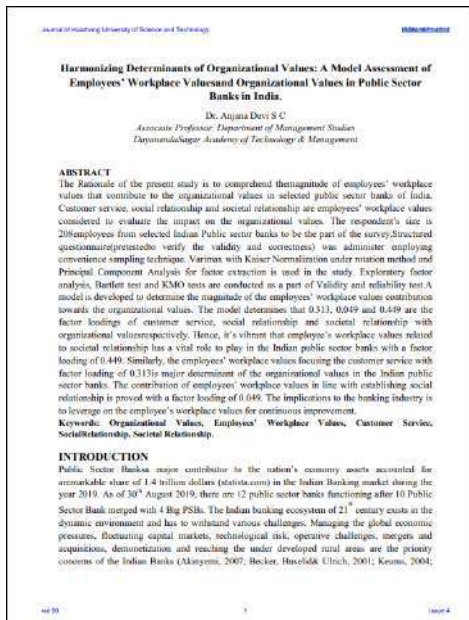 Journal of Huazhong University of Science and Technology
Harmonizing Determinants of Organizational Values: A Model Assessment of
Employees' Workplace Valuesand Organizational Values in Public Sector
Banks in India.
Dr. Anjana Devi S C
Associate Professor, Department of Management Studies
DayanandaSagar Academy of Technology & Management
ABSTRACT
The Rationale of the present study is to comprehend themagnitude of employees' workplace
values that contribute to the organizational values in selected public sector banks of India.
Customer service, social relationship and societal relationship are employees' workplace values
considered to evaluate the impact on the organizational values. The respondent's size is
208employees from selected Indian Public sector banks to be the part of the survey.Structured
questionnaire(pretestedto verify the validity and correctness) was administer employing
convenience sampling technique. Varimax with Kaiser Normalization under rotation method and
Principal Component Analysis for factor extraction is used in the study. Exploratory factor
analysis, Bartlett test and KMO tests are conducted as a part of Validity and reliability test.A
model is developed to determine the magnitude of the employees' workplace values contribution
towards the organizational values. The model determines that 0.313, 0.049 and 0.449 are the
factor loadings of customer service, social relationship and societal relationship with
organizational valuesrespectively. Hence, it's vibrant that employee's workplace values related
to societal relationship has a vital role to play in the Indian public sector banks with a factor
loading of 0.449. Similarly, the employees' workplace values focusing the customer service with
factor loading of 0.313is major determinent of the organizational values in the Indian public
sector banks. The contribution of employees' workplace values in line with establishing social
relationship is proved with a factor loading of 0.049. The implications to the banking industry is
to leverage on the employee's workplace values for continuous improvement.
Keywords: Organizational Values, Employees' Workplace Values, Customer Service,
SocialRelationship, Societal Relationship.
INTRODUCTION
Public Sector Banksa major contributor to the nation's economy assets accounted for
aremarkable share of 1.4 trillion dollars (statista.com) in the Indian Banking market during the
year 2019. As of 30th August 2019, there are 12 public sector banks functioning after 10 Public
Sector Bank merged with 4 Big PSBs. The Indian banking ecosystem of 21st century exists in the
dynamic environment and has to withstand various challenges. Managing the global economic
pressures, fluctuating capital markets, technological risk, operative challenges, mergers and
acquisitions, demonetization and reaching the under developed rural areas are the priority
concerns of the Indian Banks (Akinyemi, 2007; Becker, Huselid& Ulrich, 2001; Keums, 2004;
vol 50
1
Issue 4